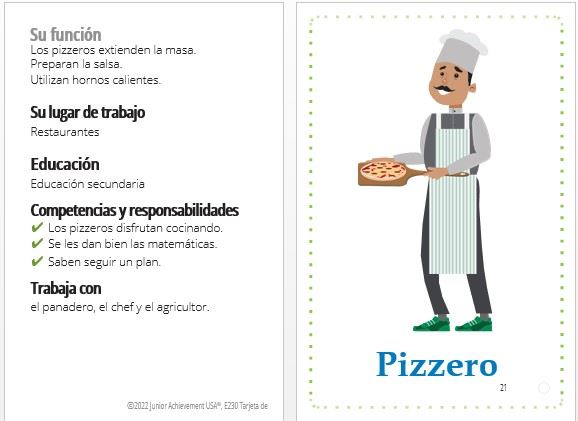 Su función
Los pizzeros extienden la masa.
Preparan la salsa.
Utilizan hornos calientes.
Su lugar de trabajo
Restaurantes
Educación
Educación secundaria
Competencias y responsabilidades
✔ Los pizzeros disfrutan cocinando.
✔ Se les dan bien las matemáticas.
✔ Saben seguir un plan.
Trabaja con
el panadero, el chef y el agricultor.
©2022 Junior Achievement USA®, E230 Tarjeta de
Pizzero
21